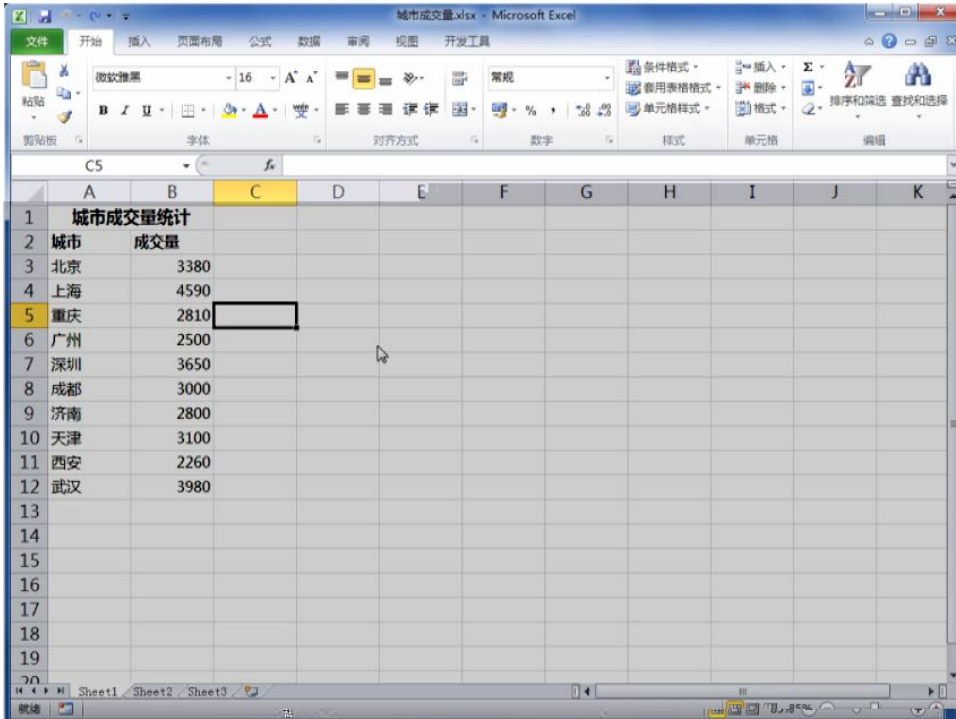 城市成交量.xlsx - Microsoft Excel
文件 开始 插入 页面布局 公式 数据 审阅 视图 开发工具
微软雅黑 16 常规 条件格式 插入 Σ
套用表格格式 删除
粘贴 B I U % , 单元格样式 格式 排序和筛选 查找和选择
剪贴板 字体 对齐方式 数字 样式 单元格 编辑
C5 fx
A B C D E F G H I J K
1 城市成交量统计
2 城市 成交量
3 北京 3380
4 上海 4590
5 重庆 2810
6 广州 2500
7 深圳 3650
8 成都 3000
9 济南 2800
10 天津 3100
11 西安 2260
12 武汉 3980
13
14
15
16
17
18
19
20
Sheet1 Sheet2 Sheet3
就绪 85%